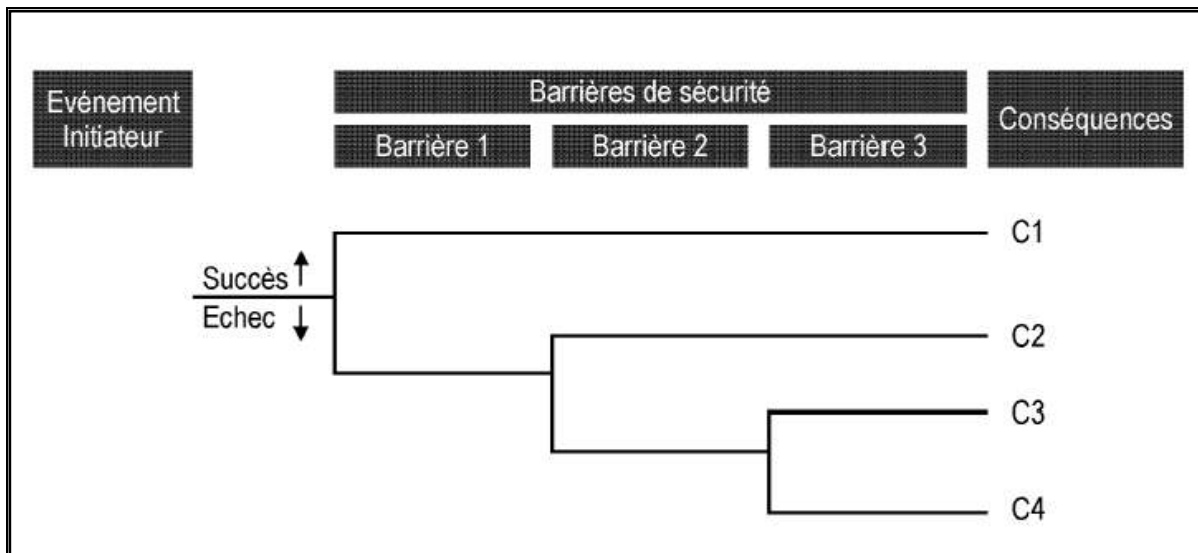 Evénement
Initiateur
Barrières de sécurité
Barrière 1
Barrière 2
Barrière 3
Conséquences
Succès
Echec
C1
C2
C3
C4